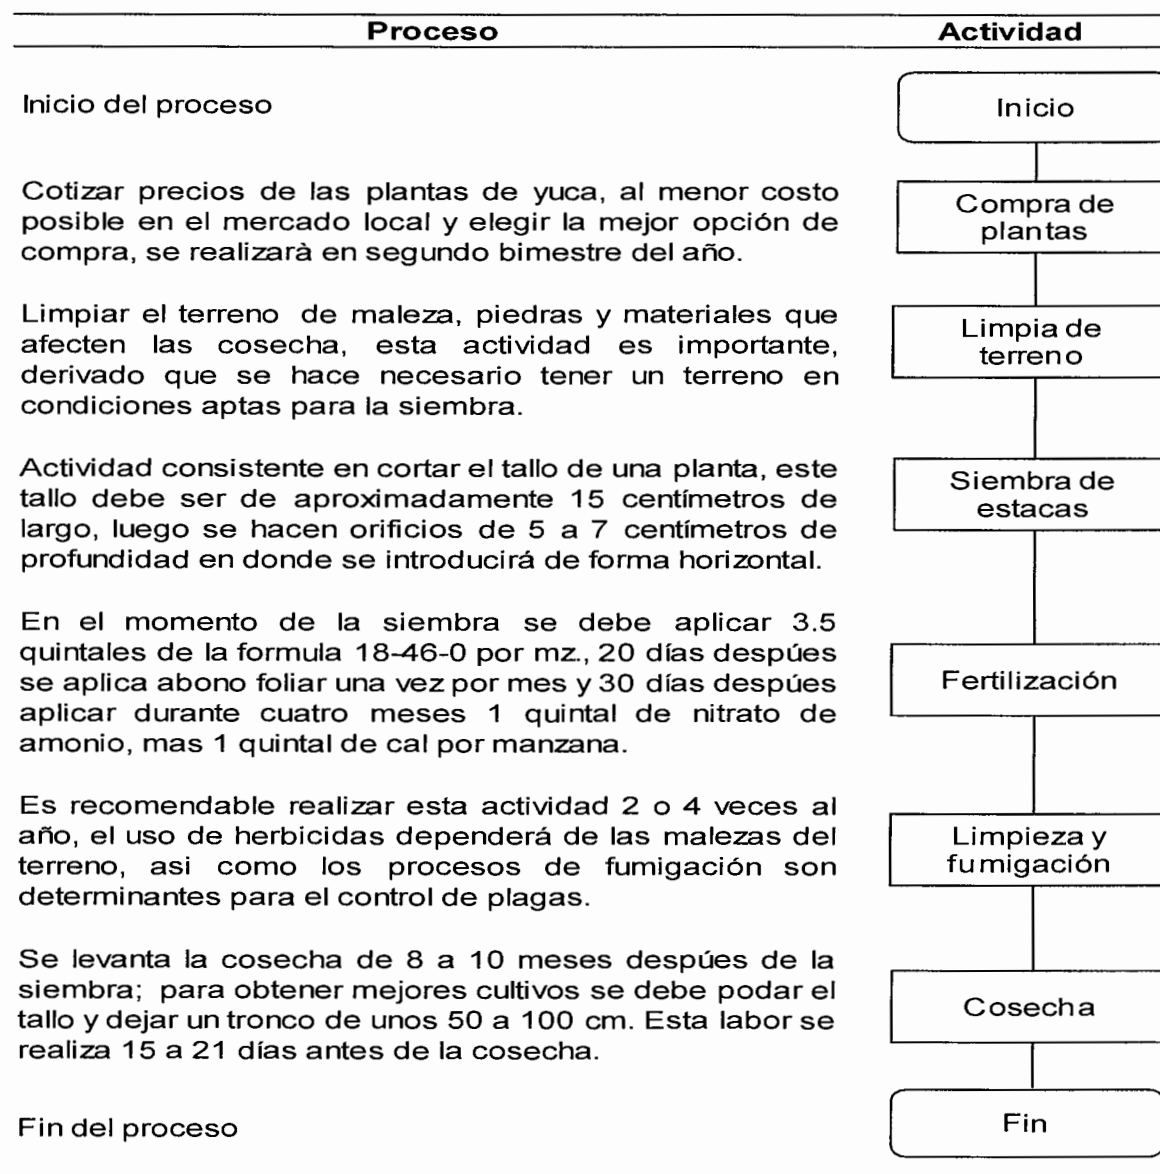 Proceso Actividad
Inicio del proceso
Inicio
Cotizar precios de las plantas de yuca, al menor costo
posible en el mercado local y elegir la mejor opción de
compra, se realizarà en segundo bimestre del año.
Compra de
plantas
Limpiar el terreno de maleza, piedras y materiales que
afecten las cosecha, esta actividad es importante,
derivado que se hace necesario tener un terreno en
condiciones aptas para la siembra.
Limpia de
terreno
Actividad consistente en cortar el tallo de una planta, este
tallo debe ser de aproximadamente 15 centímetros de
largo, luego se hacen orificios de 5 a 7 centímetros de
profundidad en donde se introducirá de forma horizontal.
Siembra de
estacas
En el momento de la siembra se debe aplicar 3.5
quintales de la formula 18-46-0 por mz., 20 días despúes
se aplica abono foliar una vez por mes y 30 días despúes
aplicar durante cuatro meses 1 quintal de nitrato de
amonio, mas 1 quintal de cal por manzana.
Fertilización
Es recomendable realizar esta actividad 2 o 4 veces al
año, el uso de herbicidas dependerá de las malezas del
terreno, asi como los procesos de fumigación son
determinantes para el control de plagas.
Limpieza y
fumigación
Se levanta la cosecha de 8 a 10 meses despúes de la
siembra; para obtener mejores cultivos se debe podar el
tallo y dejar un tronco de unos 50 a 100 cm. Esta labor se
realiza 15 a 21 días antes de la cosecha.
Cosecha
Fin del proceso
Fin